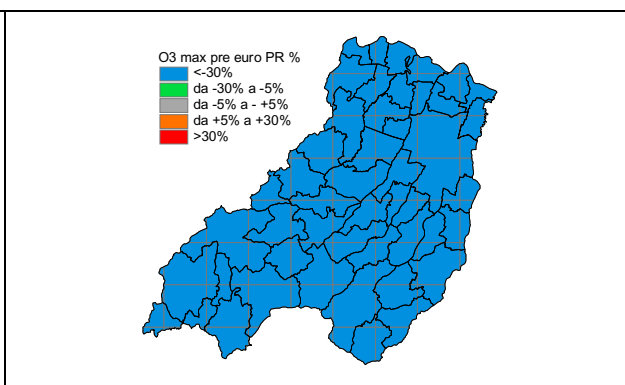 O3 max pre euro PR %
<-30%
da -30% a -5%
da -5% a - +5%
da +5% a +30%
>30%